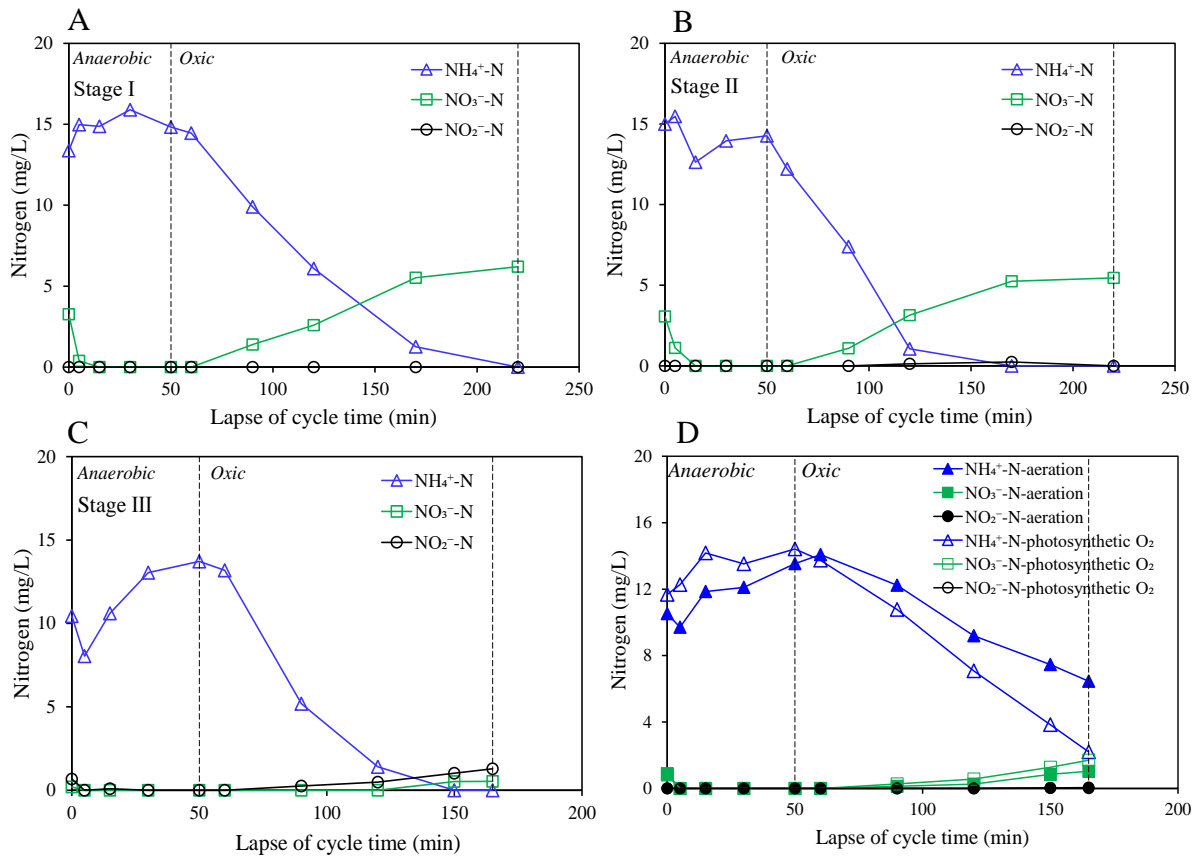 A
20
15
10
5
0
Nitrogen (mg/L)
Anaerobic
Oxic
Stage I
NH₄⁺-N
NO₃⁻-N
NO₂⁻-N
0 50 100 150 200 250
Lapse of cycle time (min)
B
20
15
10
5
0
Nitrogen (mg/L)
Anaerobic
Oxic
Stage II
NH₄⁺-N
NO₃⁻-N
NO₂⁻-N
0 50 100 150 200 250
Lapse of cycle time (min)
C
20
15
10
5
0
Nitrogen (mg/L)
Anaerobic
Oxic
Stage III
NH₄⁺-N
NO₃⁻-N
NO₂⁻-N
0 50 100 150 200
Lapse of cycle time (min)
D
20
16
12
8
4
0
Nitrogen (mg/L)
Anaerobic
Oxic
NH₄⁺-N-aeration
NO₃⁻-N-aeration
NO₂⁻-N-aeration
NH₄⁺-N-photosynthetic O₂
NO₃⁻-N-photosynthetic O₂
NO₂⁻-N-photosynthetic O₂
0 50 100 150 200
Lapse of cycle time (min)